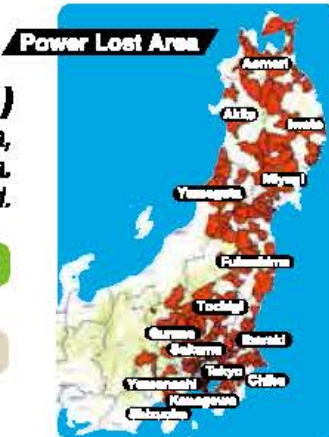 Power Lost Area
)
Aomori
Akita
Iwate
Miyagi
Yamagata
Fukushima
Tochigi
Gunma
Ibaraki
Saitama
Tokyo
Yamanashi
Chiba
Kanagawa
Shizuoka